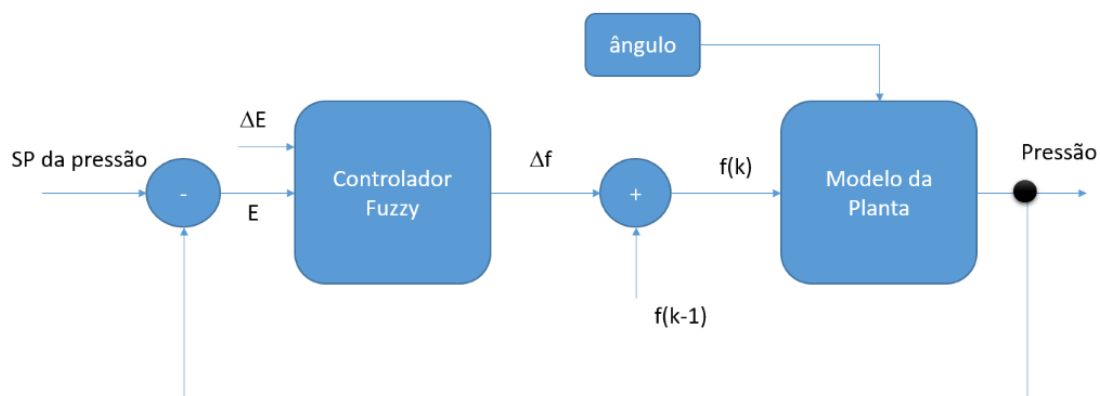 ângulo
ΔE
SP da pressão
-
E
Controlador
Fuzzy
Δf
+
f(k)
f(k-1)
Modelo da
Planta
Pressão